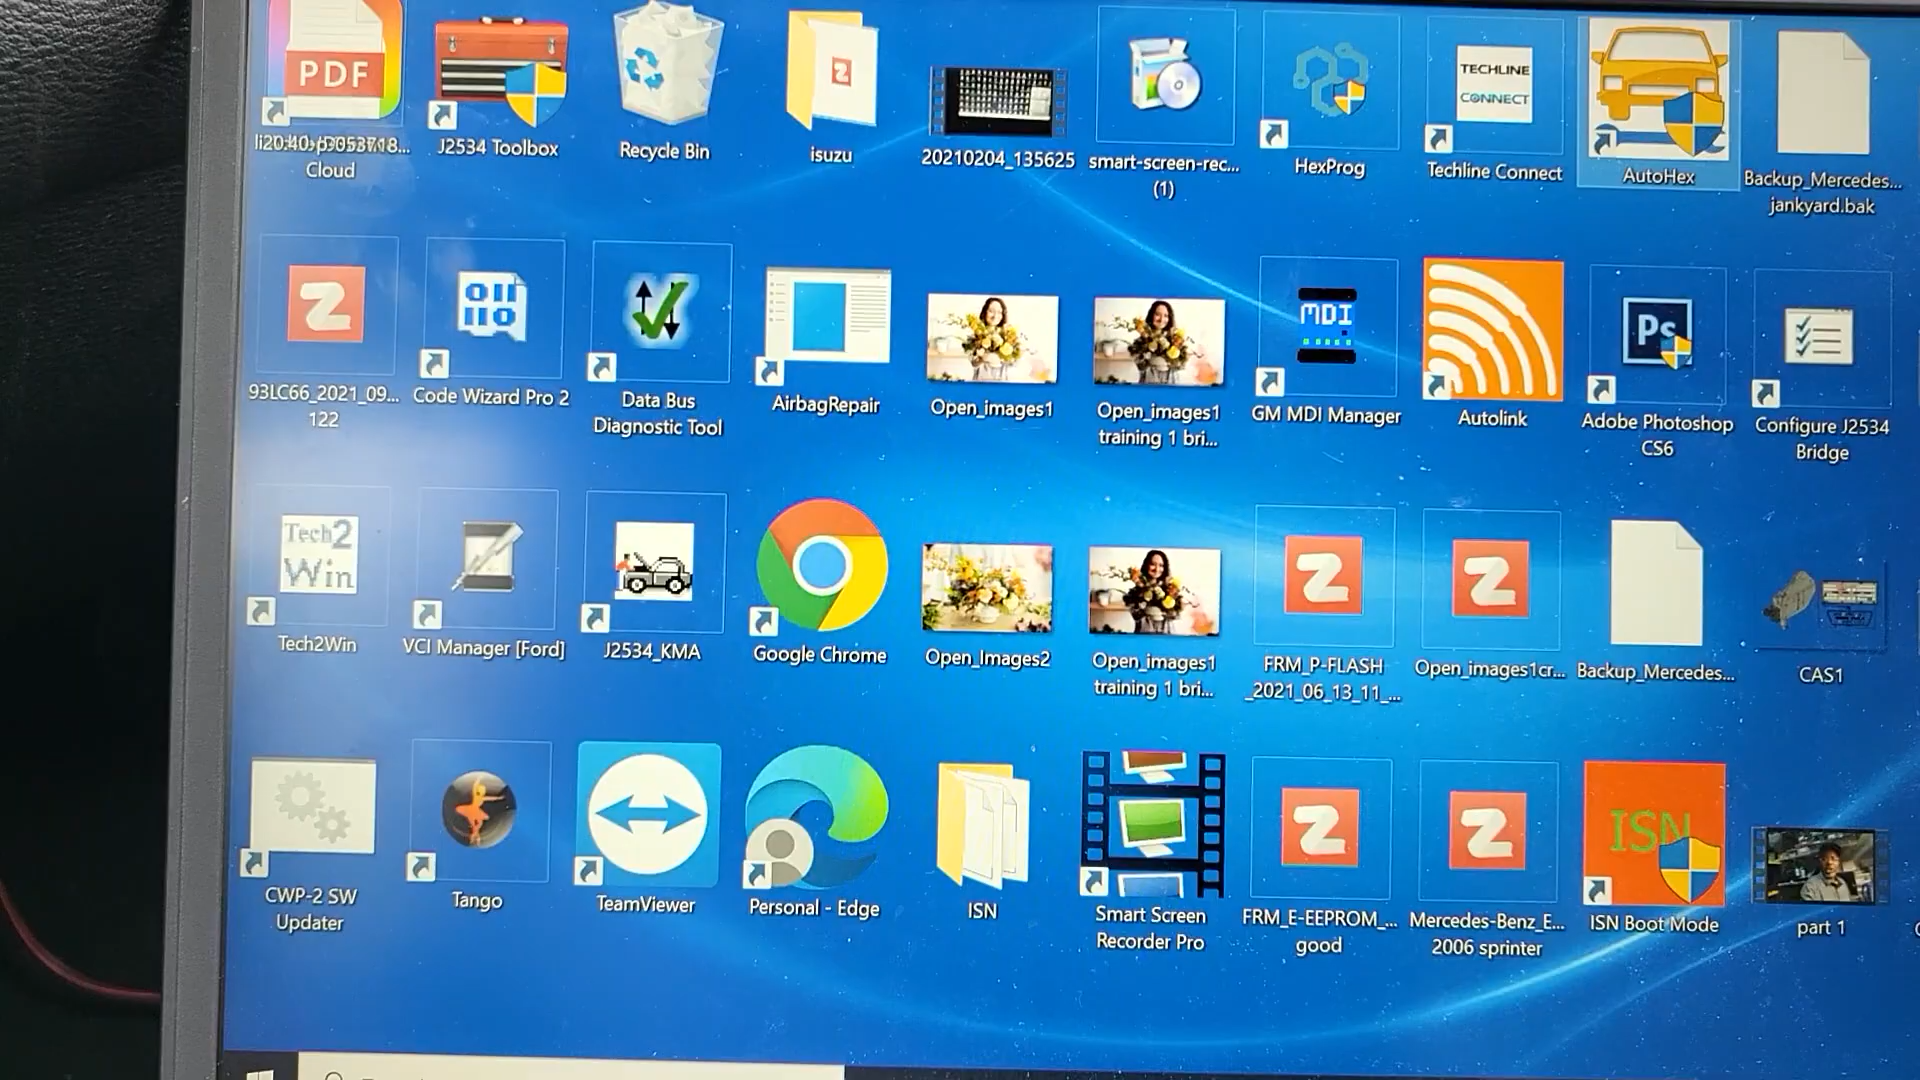 PDF
Cloud
J2534 Toolbox
Recycle Bin
isuzu
20210204_135625
smart-screen-rec...
(1)
HexProg
TECHLINE
CONNECT
Techline Connect
AutoHex
Backup_Mercedes...
jankyard.bak
93LC66_2021_09...
122
Code Wizard Pro 2
Data Bus
Diagnostic Tool
AirbagRepair
Open_images1
Open_images1
training 1 bri...
MDI
GM MDI Manager
Autolink
Ps
Adobe Photoshop
CS6
Configure J2534
Bridge
Tech2
Win
Tech2Win
VCI Manager [Ford]
J2534_KMA
Google Chrome
Open_Images2
Open_images1
training 1 bri...
FRM_P-FLASH
_2021_06_13_11_...
Open_images1cr...
Backup_Mercedes...
CAS1
CWP-2 SW
Updater
Tango
TeamViewer
Personal - Edge
ISN
Smart Screen
Recorder Pro
FRM_E-EEPROM_...
good
Mercedes-Benz_E...
2006 sprinter
ISN
ISN Boot Mode
part 1